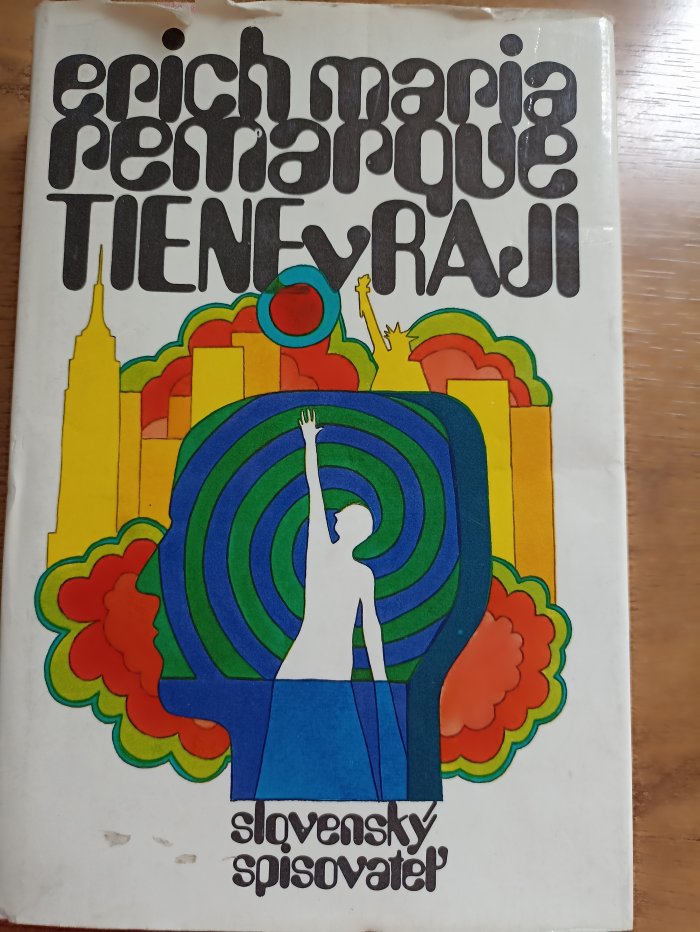 erich maria
remarque
TIENE v RAJI
slovenský
spisovateľ